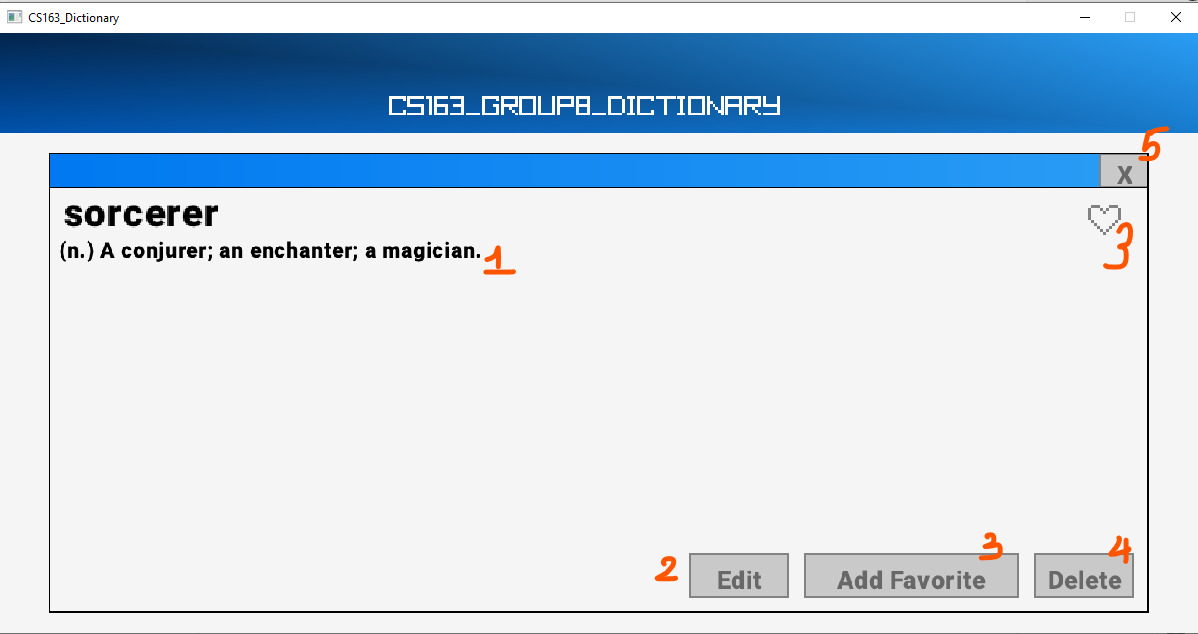 CS163_Dictionary
CS163_GROUP8_DICTIONARY
5
X
sorcerer
(n.) A conjurer; an enchanter; a magician. 1
3
3 4
2 Edit Add Favorite Delete